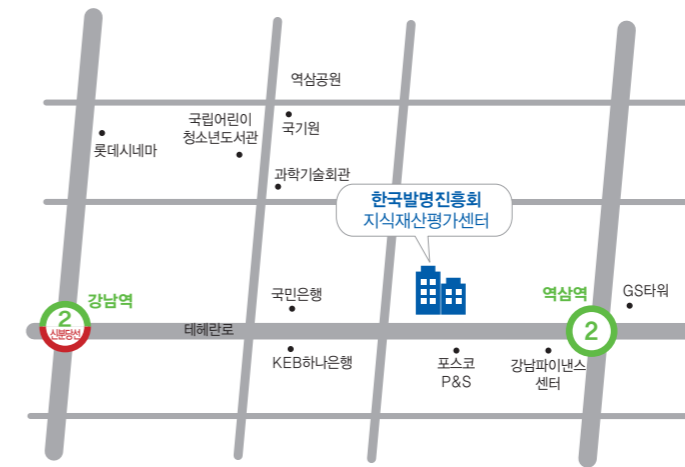 역삼공원
국립어린이
청소년도서관
국기원
롯데시네마
과학기술회관
한국발명진흥회
지식재산평가센터
강남역
2
신분당선
국민은행
역삼역
2
GS타워
테헤란로
KEB하나은행
포스코
P&S
강남파이낸스
센터